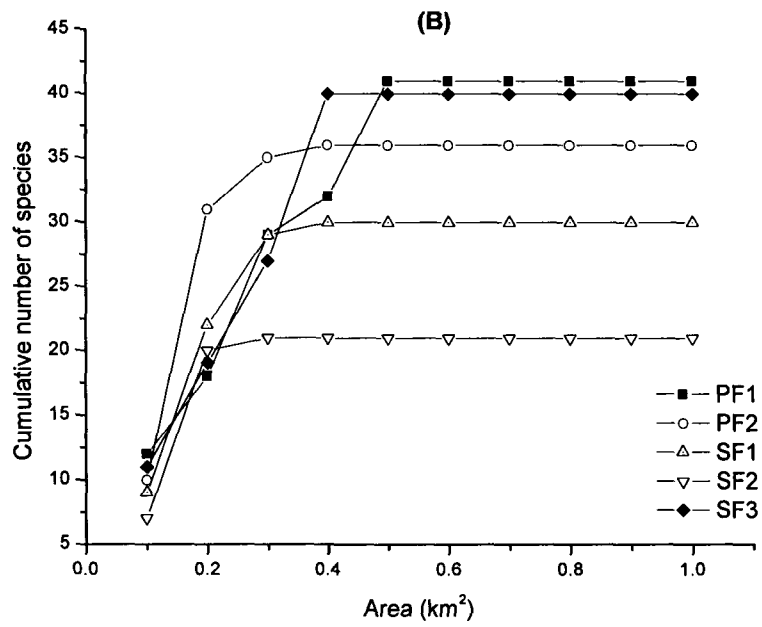 (B)
Cumulative number of species
45
40
35
30
25
20
15
10
5
0.0 0.2 0.4 0.6 0.8 1.0
Area (km²)
PF1
PF2
SF1
SF2
SF3